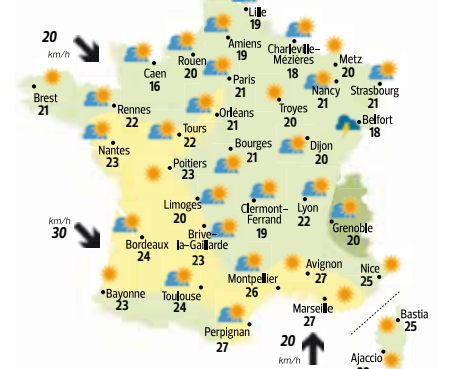 Lille
19
20
km/h
Amiens
19
Charleville–
Mézières
18
Rouen
20
Caen
16
Metz
20
Paris
21
Nancy
21
Strasbourg
21
Brest
21
Rennes
22
Orléans
21
Troyes
20
Belfort
18
Tours
22
Nantes
23
Bourges
21
Dijon
20
Poitiers
23
Limoges
20
Clermont–
Ferrand
19
Lyon
22
km/h
30
Grenoble
20
Bordeaux
24
Brive–
la-Gaillarde
23
Avignon
27
Nice
25
Montpellier
26
Bayonne
23
Toulouse
24
Marseille
27
Perpignan
27
Bastia
25
20
km/h
Ajaccio